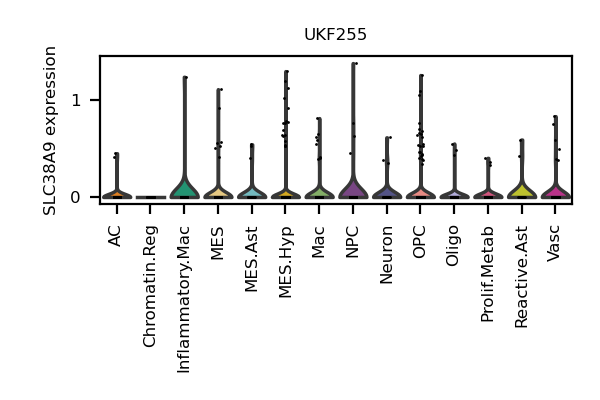 UKF255
SLC38A9 expression
1
0
AC
Chromatin.Reg
Inflammatory.Mac
MES
MES.Ast
MES.Hyp
Mac
NPC
Neuron
OPC
Oligo
Prolif.Metab
Reactive.Ast
Vasc